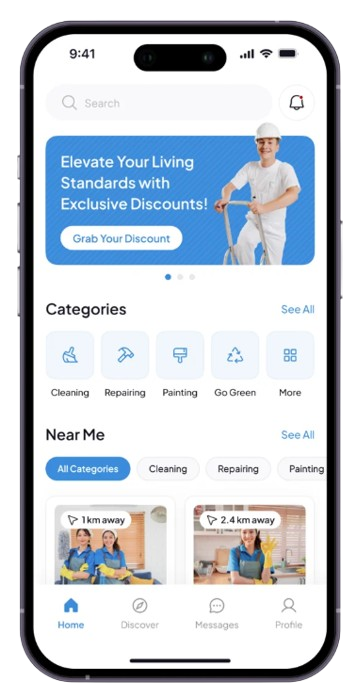 9:41
Search
Elevate Your Living
Standards with
Exclusive Discounts!
Grab Your Discount
Categories
See All
Cleaning
Repairing
Painting
Go Green
More
Near Me
See All
All Categories
Cleaning
Repairing
Painting
1 km away
2.4 km away
Home
Discover
Messages
Profile